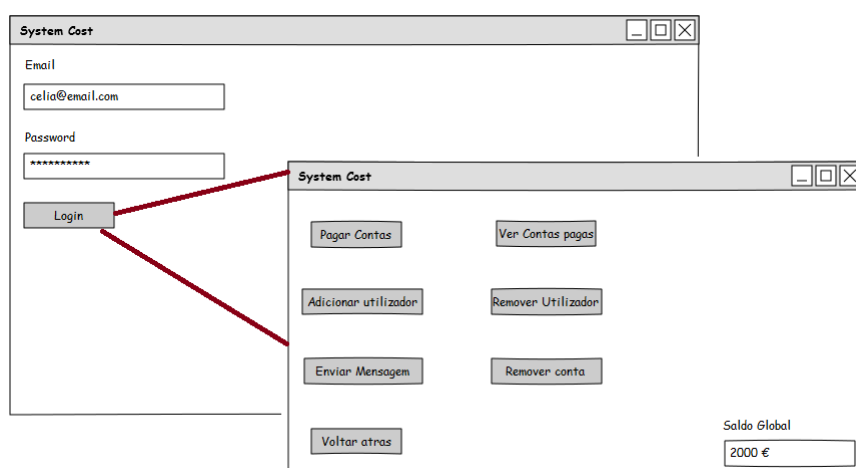 System Cost
Email
celia@email.com
Password
**********
Login
System Cost
Pagar Contas
Ver Contas pagas
Adicionar utilizador
Remover Utilizador
Enviar Mensagem
Remover conta
Voltar atras
Saldo Global
2000 €